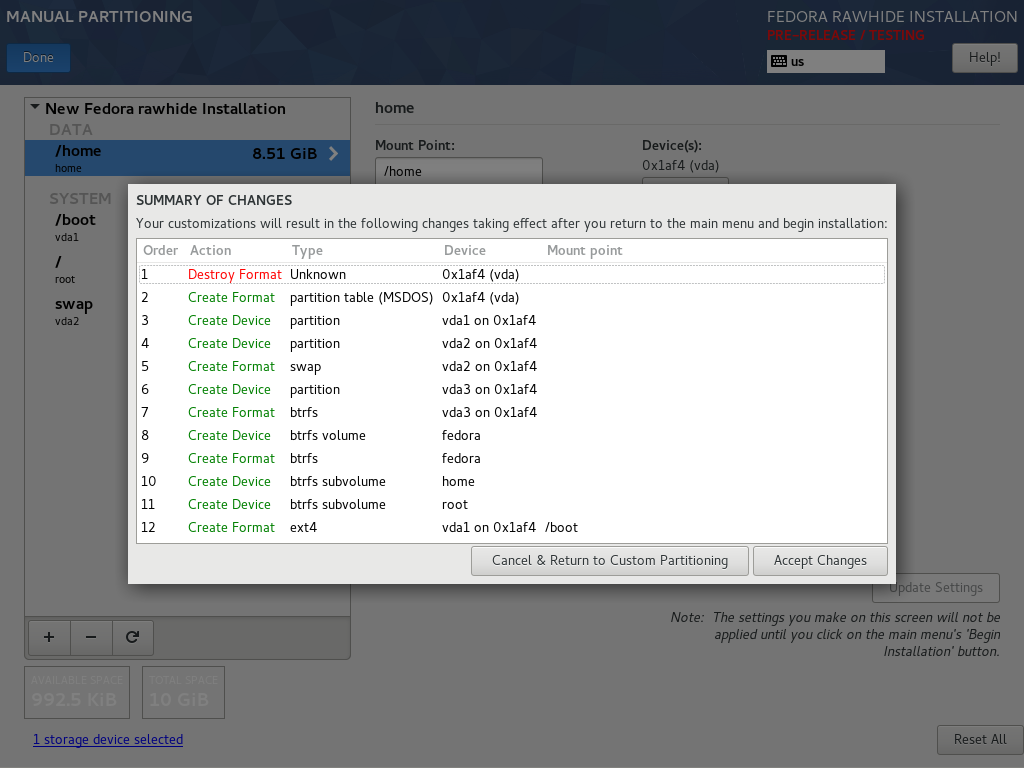 MANUAL PARTITIONING
FEDORA RAWHIDE INSTALLATION
PRE-RELEASE / TESTING
Done
us
Help!
New Fedora rawhide Installation
DATA
/home
8.51 GiB
home
SYSTEM
/boot
vda1
/
root
swap
vda2
home
Mount Point:
Device(s):
/home
0x1af4 (vda)
SUMMARY OF CHANGES
Your customizations will result in the following changes taking effect after you return to the main menu and begin installation:
Order Action Type Device Mount point
1 Destroy Format Unknown 0x1af4 (vda)
2 Create Format partition table (MSDOS) 0x1af4 (vda)
3 Create Device partition vda1 on 0x1af4
4 Create Device partition vda2 on 0x1af4
5 Create Format swap vda2 on 0x1af4
6 Create Device partition vda3 on 0x1af4
7 Create Format btrfs vda3 on 0x1af4
8 Create Device btrfs volume fedora
9 Create Format btrfs fedora
10 Create Device btrfs subvolume home
11 Create Device btrfs subvolume root
12 Create Format ext4 vda1 on 0x1af4 /boot
Cancel & Return to Custom Partitioning
Accept Changes
Update Settings
Note: The settings you make on this screen will not be
applied until you click on the main menu's 'Begin
Installation' button.
+ −
AVAILABLE SPACE
992.5 KiB
TOTAL SPACE
10 GiB
1 storage device selected
Reset All